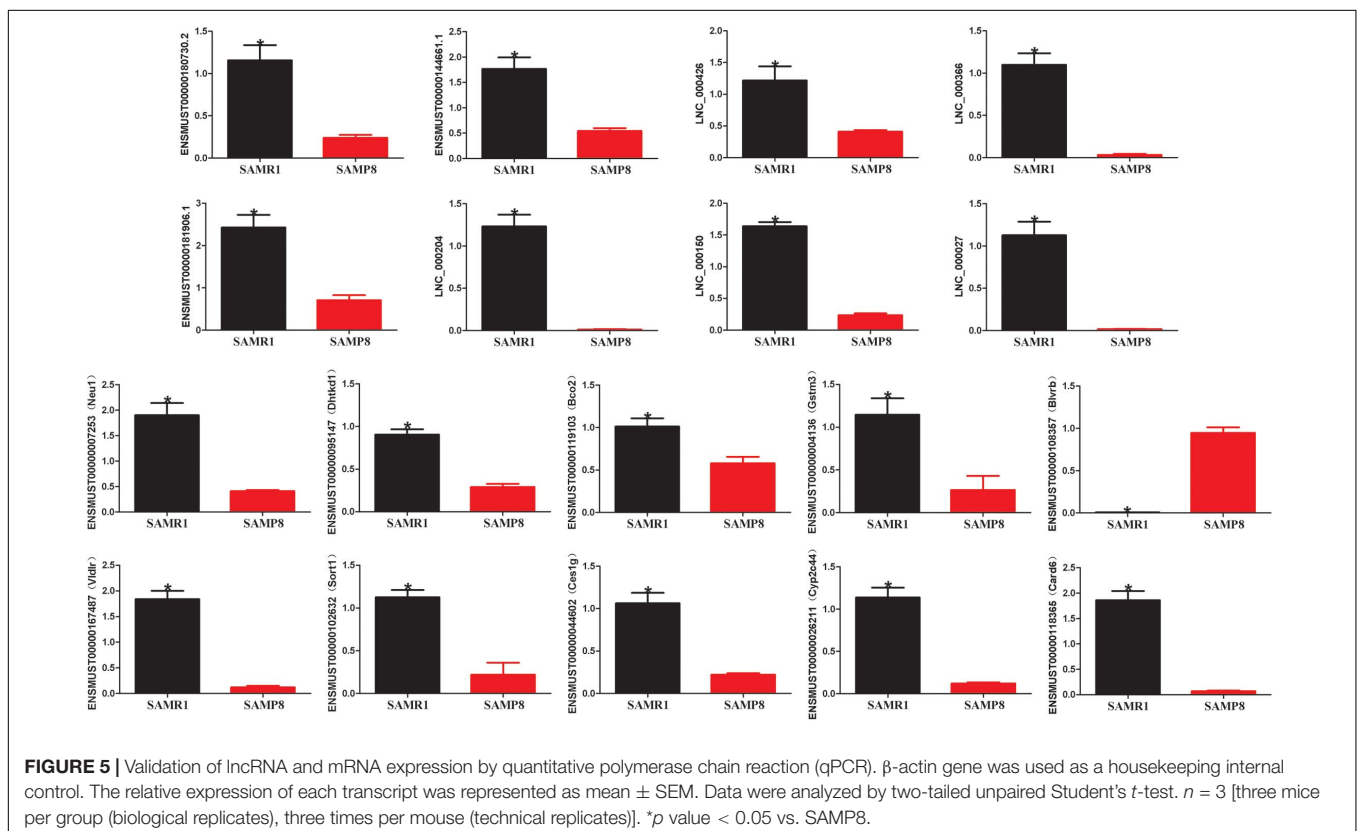 ENSMUST00000180730.2
1.5
1.0
0.5
0.0
*
SAMR1 SAMP8
ENSMUST00000144661.1
2.5
2.0
1.5
1.0
0.5
0.0
*
SAMR1 SAMP8
LNC_000426
2.0
1.5
1.0
0.5
0.0
*
SAMR1 SAMP8
LNC_000366
1.5
1.0
0.5
0.0
*
SAMR1 SAMP8
ENSMUST00000181906.1
3
2
1
0
*
SAMR1 SAMP8
LNC_000204
1.5
1.0
0.5
0.0
*
SAMR1 SAMP8
LNC_000150
2.0
1.5
1.0
0.5
0.0
*
SAMR1 SAMP8
LNC_000027
1.5
1.0
0.5
0.0
*
SAMR1 SAMP8
ENSMUST00000007253（Neu1）
2.5
2.0
1.5
1.0
0.5
0.0
*
SAMR1 SAMP8
ENSMUST00000095147（Dhtkd1）
1.5
1.0
0.5
0.0
*
SAMR1 SAMP8
ENSMUST00000119103（Bco2）
1.5
1.0
0.5
0.0
*
SAMR1 SAMP8
ENSMUST00000004136（Gstm3）
1.5
1.0
0.5
0.0
*
SAMR1 SAMP8
ENSMUST00000108357（Blvrb）
1.5
1.0
0.5
0.0
*
SAMR1 SAMP8
ENSMUST00000167487（Vldlr）
2.5
2.0
1.5
1.0
0.5
0.0
*
SAMR1 SAMP8
ENSMUST00000102632（Sort1）
1.5
1.0
0.5
0.0
*
SAMR1 SAMP8
ENSMUST00000044602（Ces1g）
1.5
1.0
0.5
0.0
*
SAMR1 SAMP8
ENSMUST00000026211（Cyp2c44）
1.5
1.0
0.5
0.0
*
SAMR1 SAMP8
ENSMUST00000118365（Card6）
2.5
2.0
1.5
1.0
0.5
0.0
*
SAMR1 SAMP8
FIGURE 5 | Validation of lncRNA and mRNA expression by quantitative polymerase chain reaction (qPCR). β-actin gene was used as a housekeeping internal
control. The relative expression of each transcript was represented as mean ± SEM. Data were analyzed by two-tailed unpaired Student's t-test. n = 3 [three mice
per group (biological replicates), three times per mouse (technical replicates)]. *p value < 0.05 vs. SAMP8.